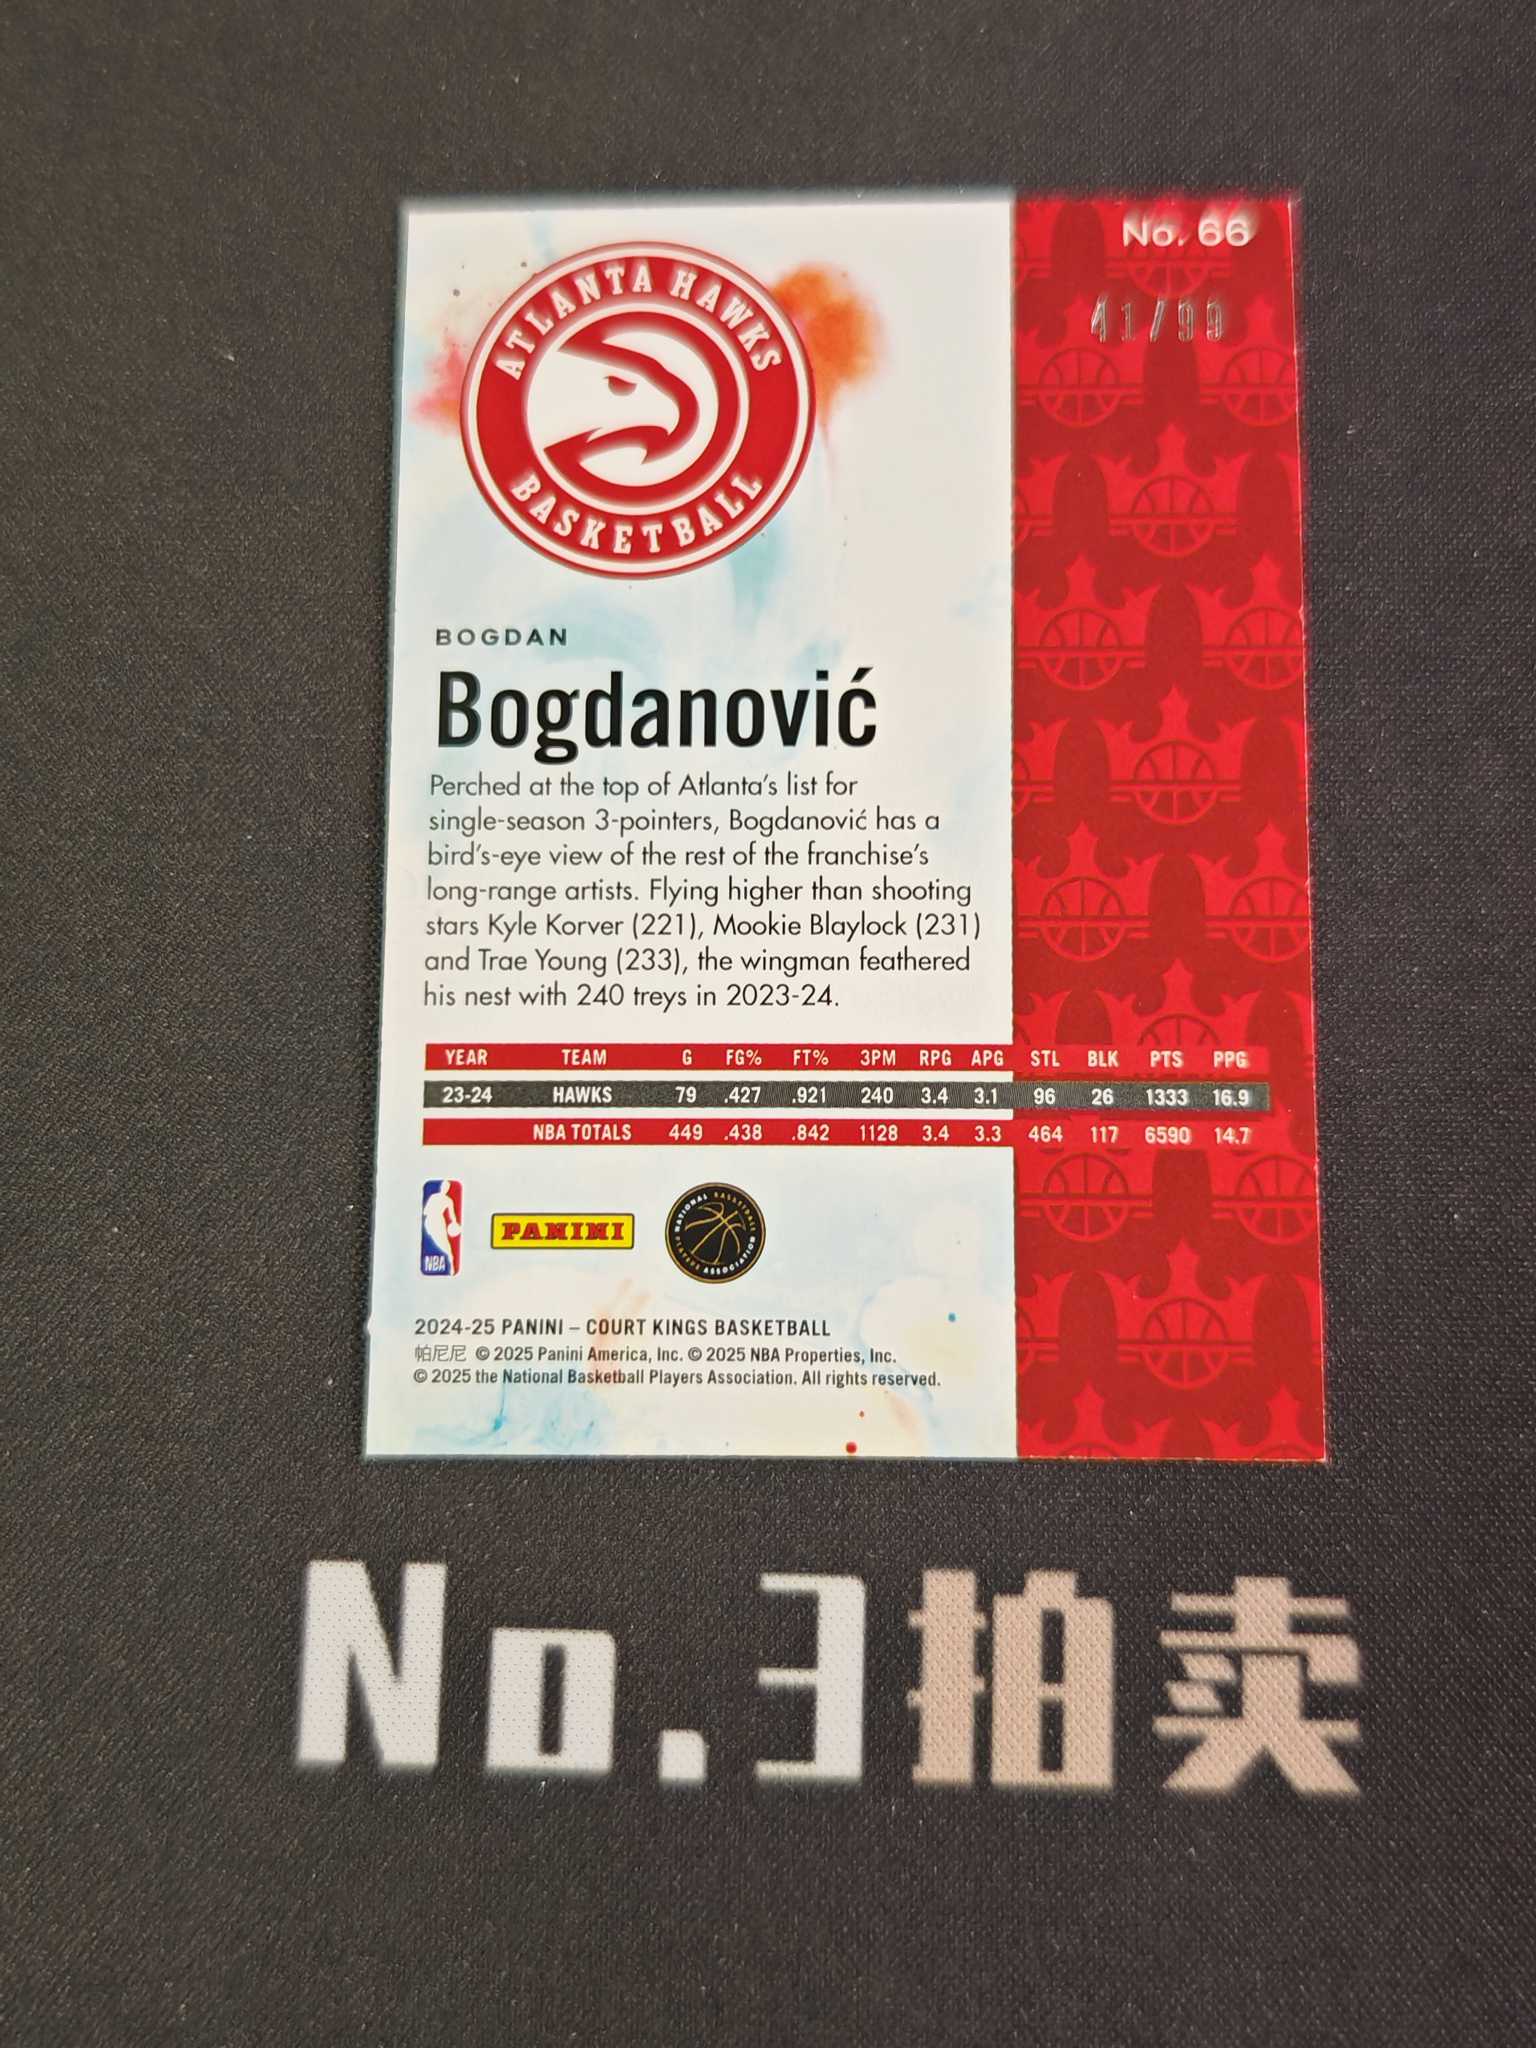 No. 66
41/99
ATLANTA HAWKS
BASKETBALL
BOGDAN
Bogdanović
Perched at the top of Atlanta's list for
single-season 3-pointers, Bogdanović has a
bird's-eye view of the rest of the franchise's
long-range artists. Flying higher than shooting
stars Kyle Korver (221), Mookie Blaylock (231)
and Trae Young (233), the wingman feathered
his nest with 240 treys in 2023-24.
YEAR TEAM G FG% FT% 3PM RPG APG STL BLK PTS PPG
23-24 HAWKS 79 .427 .921 240 3.4 3.1 96 26 1333 16.9
NBA TOTALS 449 .438 .842 1128 3.4 3.3 464 117 6590 14.7
NBA
PANINI
NATIONAL BASKETBALL
PLAYERS ASSOCIATION
2024-25 PANINI – COURT KINGS BASKETBALL
帕尼尼 © 2025 Panini America, Inc. © 2025 NBA Properties, Inc.
© 2025 the National Basketball Players Association. All rights reserved.
No.3拍卖